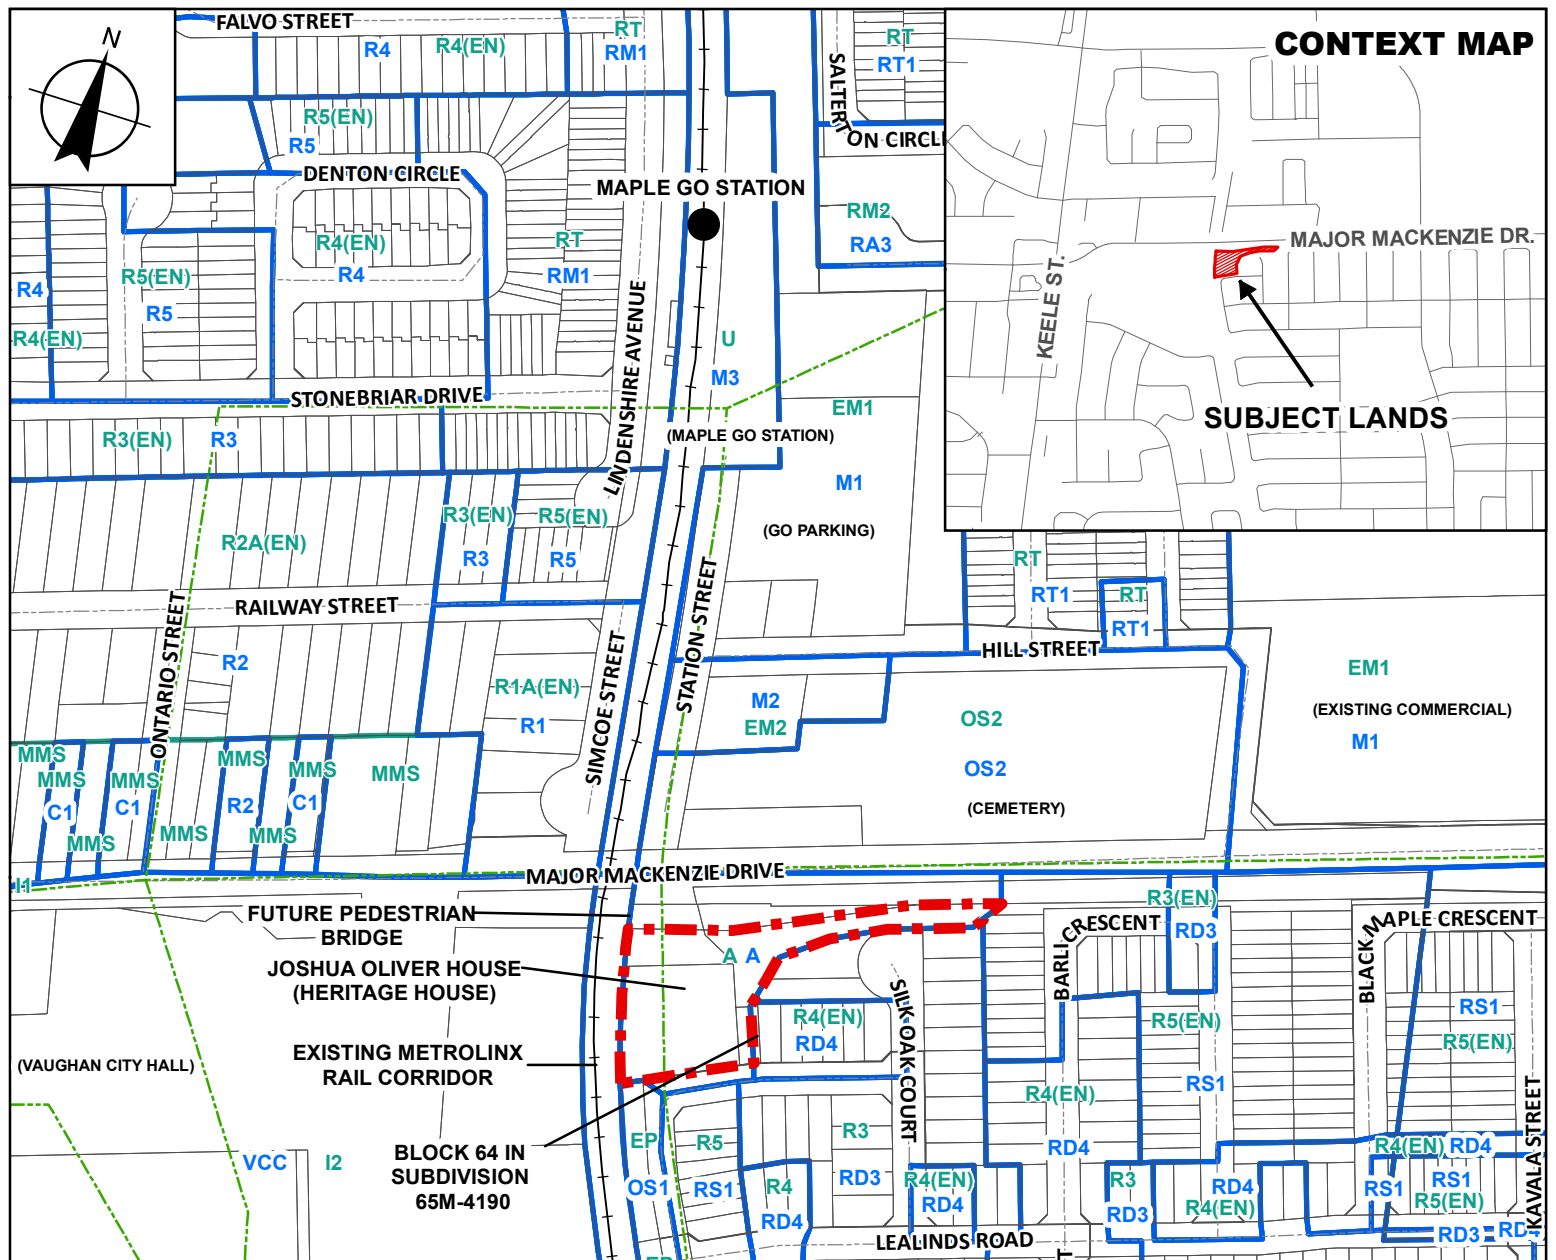 FALVO STREET
N
R4
R4(EN)
RT
RM1
SALTERTON CIRCL
RT
RT1
CONTEXT MAP
R5(EN)
R5
DENTON CIRCLE
MAPLE GO STATION
RM2
RA3
MAJOR MACKENZIE DR.
KEELE ST.
SUBJECT LANDS
R4
R4(EN)
R5(EN)
R5
R4(EN)
R4
RT
RM1
LINDENSHIRE AVENUE
U
M3
STONEBRIAR DRIVE
EM1
(MAPLE GO STATION)
R3(EN)
R3
M1
(GO PARKING)
R2A(EN)
R3(EN)
R3
R5(EN)
R5
RAILWAY STREET
ONTARIO STREET
SIMCOE STREET
STATION STREET
RT
RT1
RT
RT1
HILL STREET
R2
R1A(EN)
R1
M2
EM2
OS2
OS2
(CEMETERY)
EM1
(EXISTING COMMERCIAL)
M1
MMS
MMS
C1
MMS
MMS
C1
MMS
MMS
R2
MMS
MMS
C1
MMS
I1
MAJOR MACKENZIE DRIVE
FUTURE PEDESTRIAN
BRIDGE
JOSHUA OLIVER HOUSE
(HERITAGE HOUSE)
A
A
R3(EN)
RD3
BARLI CRESCENT
BLACK MAPLE CRESCENT
SILK OAK COURT
R4(EN)
RD4
R5(EN)
RS1
RS1
R5(EN)
(VAUGHAN CITY HALL)
EXISTING METROLINX
RAIL CORRIDOR
R4(EN)
RD4
BLOCK 64 IN
SUBDIVISION
65M-4190
VCC
I2
EP
OS1
R5
RS1
R3
RD3
R4
RD4
R4(EN)
RD4
R3
RD3
RD4
R4(EN)
R4(EN)
RD4
RS1
RS1
R5(EN)
RD3
KAVALA STREET
LEALINDS ROAD